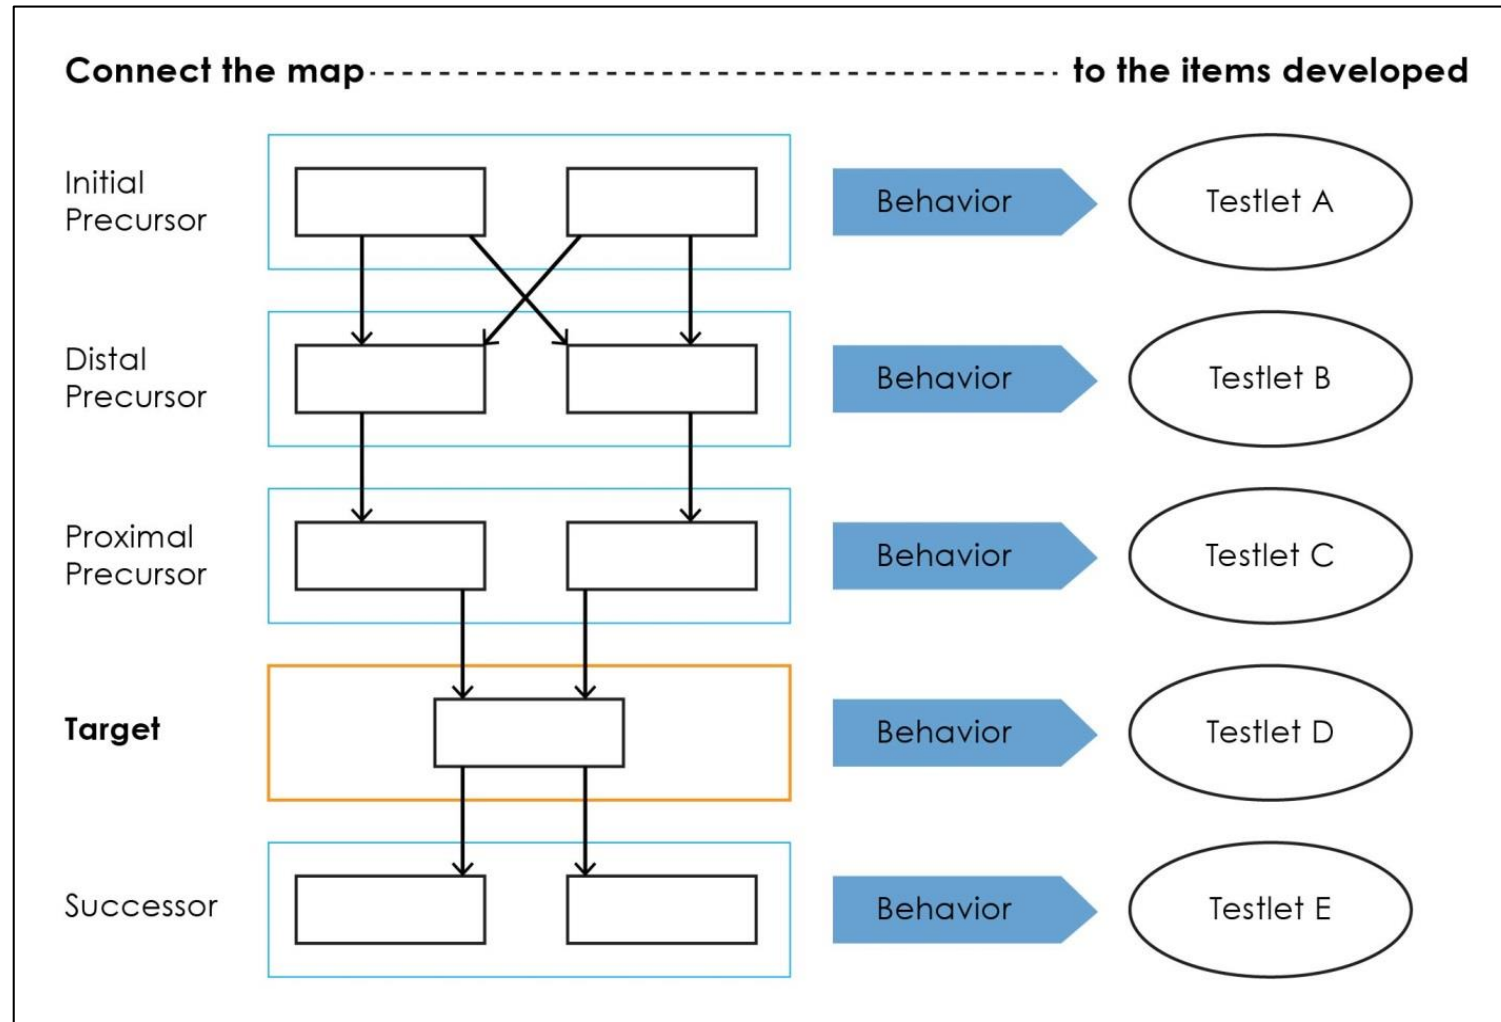 Connect the map to the items developed
Initial
Precursor
Behavior
Testlet A
Distal
Precursor
Behavior
Testlet B
Proximal
Precursor
Behavior
Testlet C
Target
Behavior
Testlet D
Successor
Behavior
Testlet E